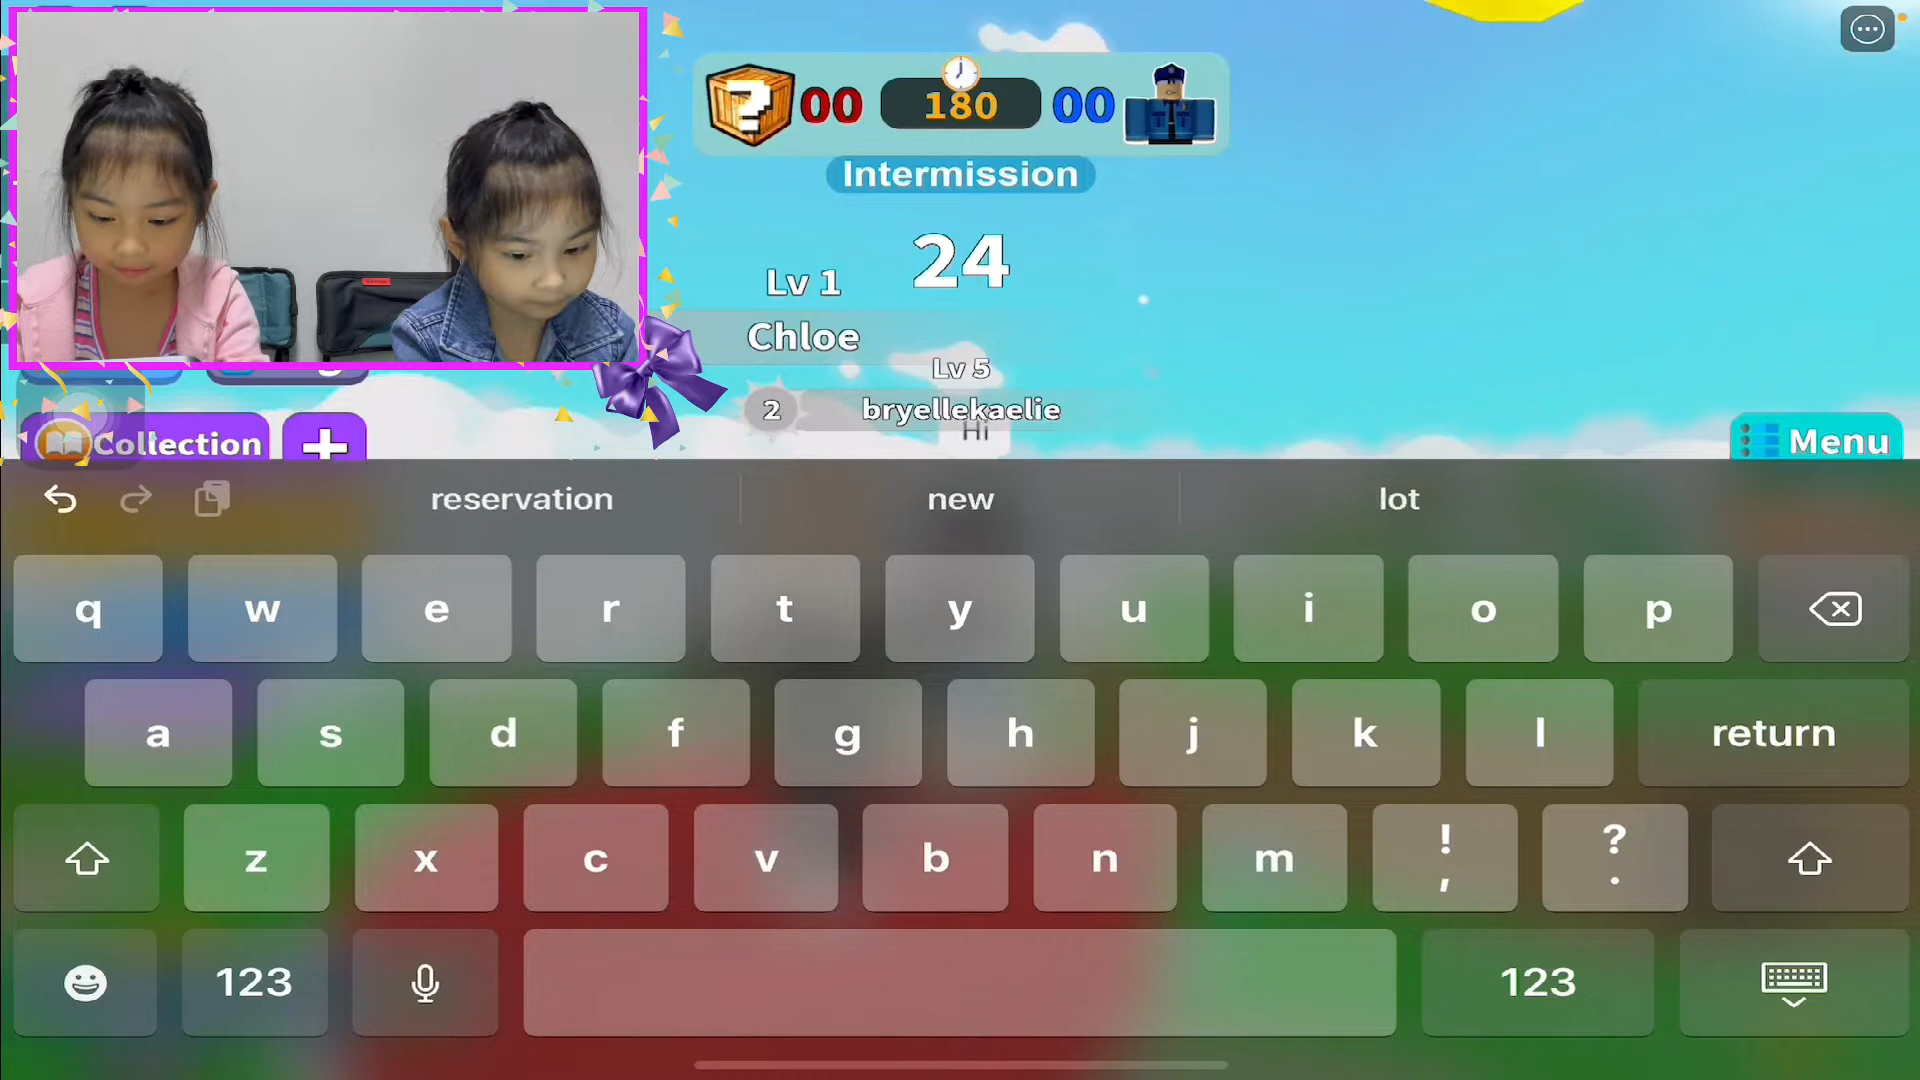 00 180 00
Intermission
24
Lv 1
Chloe
Lv 5
2 bryellekaelie
Hi
Collection
Menu
reservation new lot
q w e r t y u i o p
a s d f g h j k l return
z x c v b n m ! , ? .
123 123